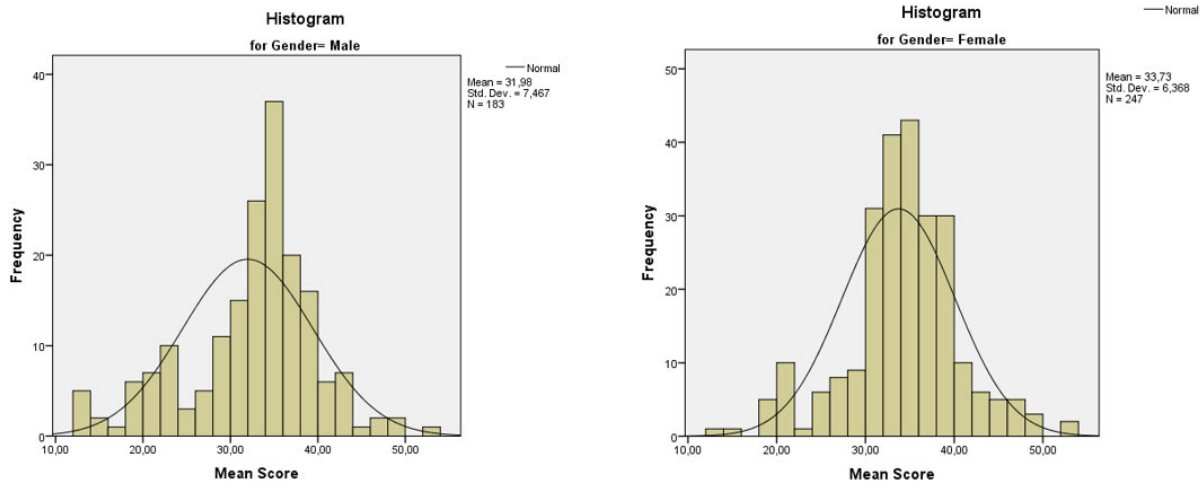 Histogram
for Gender= Male
Normal
Mean = 31,98
Std. Dev. = 7,467
N = 183
40
30
20
10
0
Frequency
10,00 20,00 30,00 40,00 50,00
Mean Score
Histogram
for Gender= Female
Normal
Mean = 33,73
Std. Dev. = 6,368
N = 247
50
40
30
20
10
0
Frequency
10,00 20,00 30,00 40,00 50,00
Mean Score